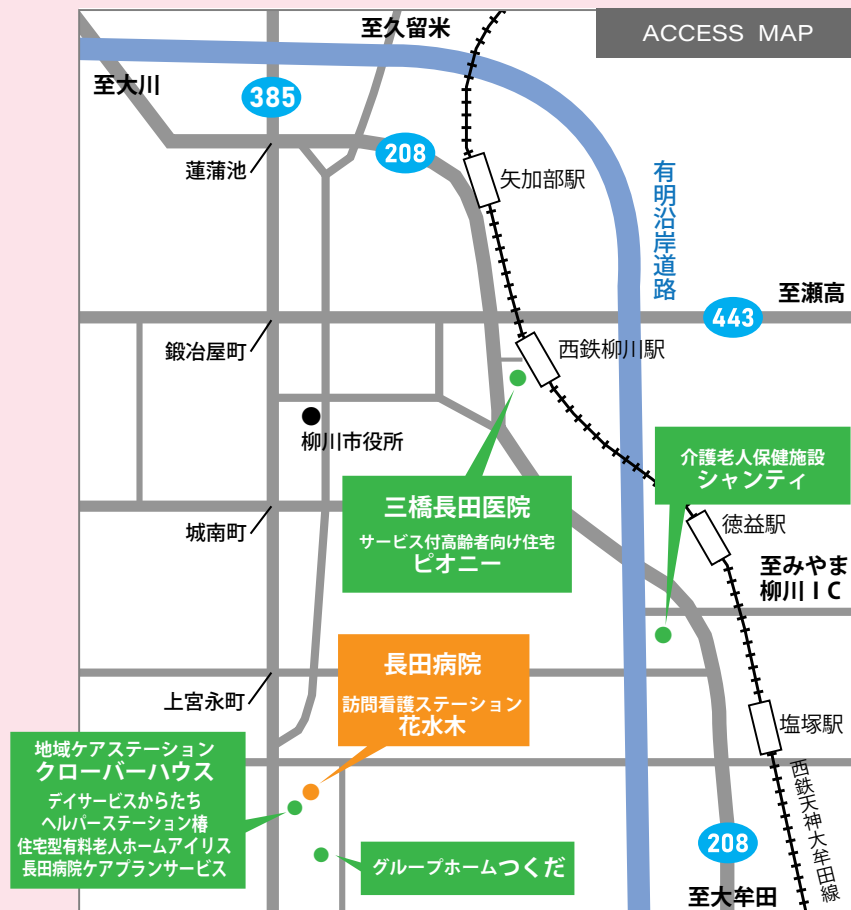 ACCESS MAP
至久留米
至大川
385
208
蓮蒲池
矢加部駅
有明沿岸道路
至瀬高
443
鍛冶屋町
西鉄柳川駅
柳川市役所
介護老人保健施設
シャンティ
三橋長田医院
サービス付高齢者向け住宅
ピオニー
城南町
徳益駅
至みやま
柳川IC
長田病院
訪問看護ステーション
花水木
上宮永町
塩塚駅
地域ケアステーション
クローバーハウス
デイサービスからたち
ヘルパーステーション椿
住宅型有料老人ホームアイリス
長田病院ケアプランサービス
西鉄天神大牟田線
208
グループホームつくだ
至大牟田